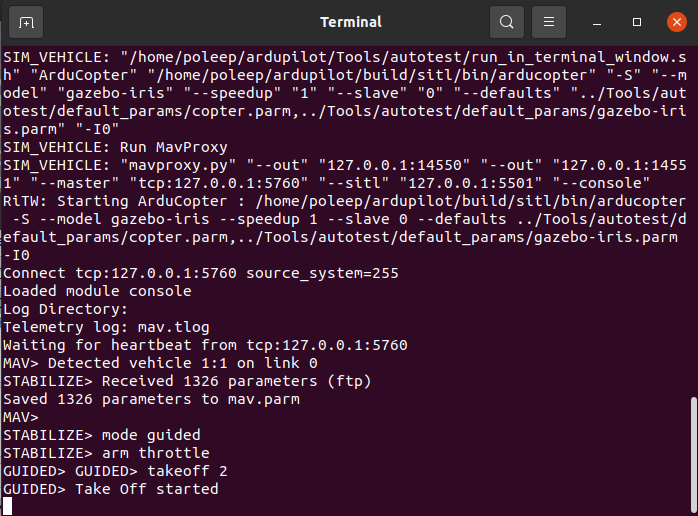 Terminal
SIM_VEHICLE: "/home/poleep/ardupilot/Tools/autotest/run_in_terminal_window.s
h" "ArduCopter" "/home/poleep/ardupilot/build/sitl/bin/arducopter" "-S" "--m
odel" "gazebo-iris" "--speedup" "1" "--slave" "0" "--defaults" "../Tools/aut
otest/default_params/copter.parm,../Tools/autotest/default_params/gazebo-iri
s.parm" "-I0"
SIM_VEHICLE: Run MavProxy
SIM_VEHICLE: "mavproxy.py" "--out" "127.0.0.1:14550" "--out" "127.0.0.1:1455
1" "--master" "tcp:127.0.0.1:5760" "--sitl" "127.0.0.1:5501" "--console"
RiTW: Starting ArduCopter : /home/poleep/ardupilot/build/sitl/bin/arducopter
 -S --model gazebo-iris --speedup 1 --slave 0 --defaults ../Tools/autotest/d
efault_params/copter.parm,../Tools/autotest/default_params/gazebo-iris.parm
-I0
Connect tcp:127.0.0.1:5760 source_system=255
Loaded module console
Log Directory:
Telemetry log: mav.tlog
Waiting for heartbeat from tcp:127.0.0.1:5760
MAV> Detected vehicle 1:1 on link 0
STABILIZE> Received 1326 parameters (ftp)
Saved 1326 parameters to mav.parm
MAV>
STABILIZE> mode guided
STABILIZE> arm throttle
GUIDED> GUIDED> takeoff 2
GUIDED> Take Off started